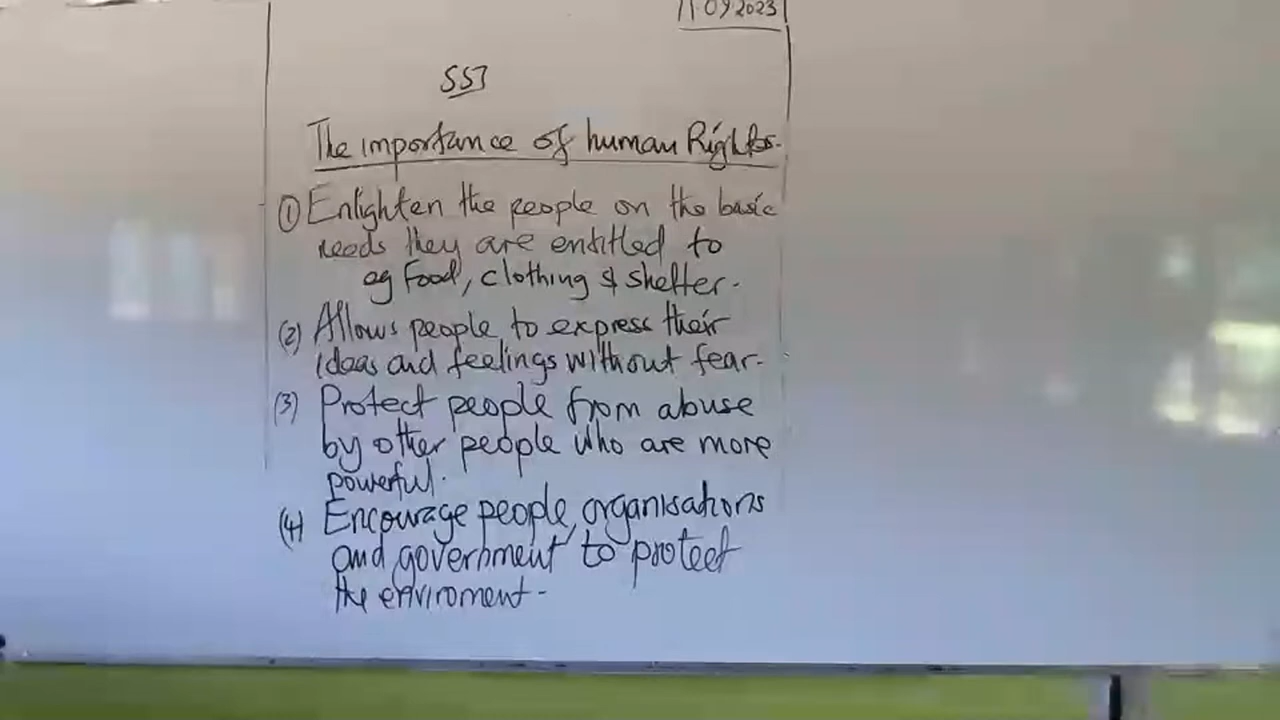 11.09.2023
SST
The importance of human Rights.
(1) Enlighten the people on the basic
needs they are entitled to
eg Food, clothing & shelter.
(2) Allows people to express their
ideas and feelings without fear.
(3) Protect people from abuse
by other people who are more
powerful.
(4) Encourage people, organisations
and government to protect
the enviroment.